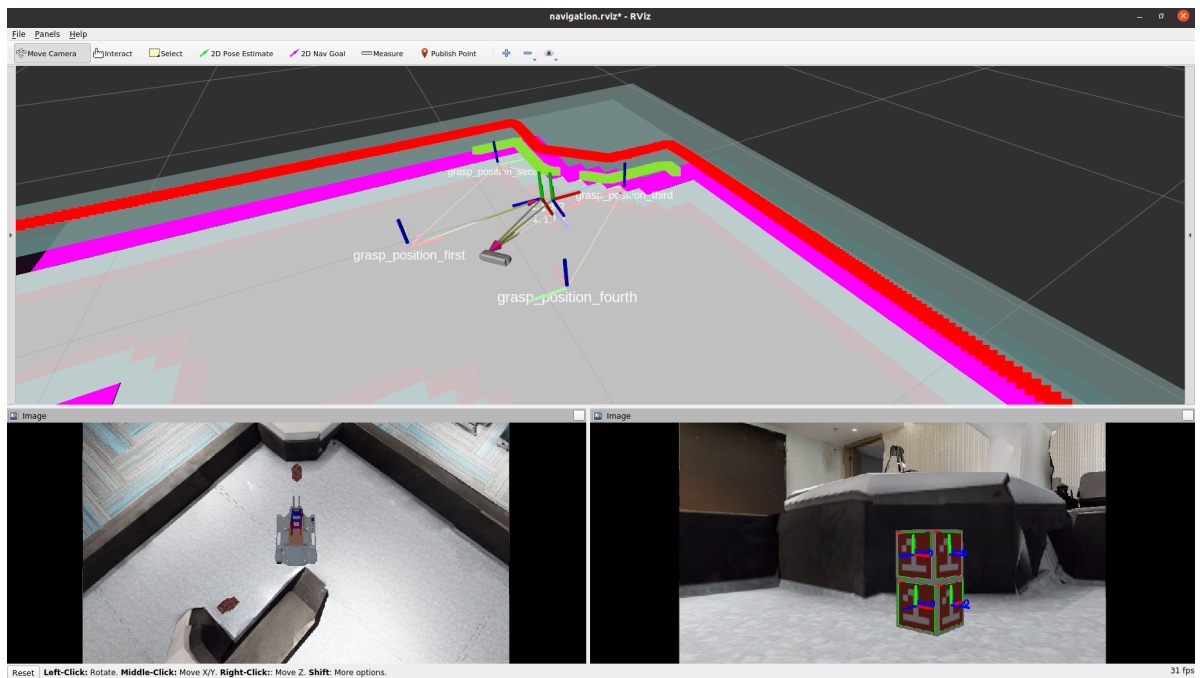 navigation.rviz* - RViz
File Panels Help
Move Camera Interact Select 2D Pose Estimate 2D Nav Goal Measure Publish Point
grasp_position_third
grasp_position_first
grasp_position_fourth
Image
Image
Reset Left-Click: Rotate. Middle-Click: Move X/Y. Right-Click:: Move Z. Shift: More options.
31 fps